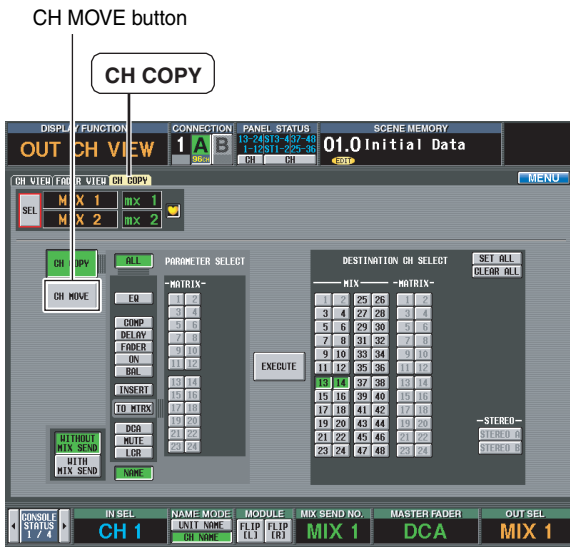 CH MOVE button
CH COPY
DISPLAY FUNCTION CONNECTION PANEL STATUS SCENE MEMORY
OUT CH VIEW 1 A B 96CH
13-24 ST3-4 37-48
1-12 ST1-2 25-36
CH CH
01.0 Initial Data
EDIT
CH VIEW FADER VIEW CH COPY MENU
SEL MIX 1 mx 1
MIX 2 mx 2
CH COPY ALL PARAMETER SELECT DESTINATION CH SELECT SET ALL
CLEAR ALL
CH MOVE
-MATRIX-
EQ 1 2
3 4
COMP 5 6
DELAY 7 8
FADER 9 10
ON 11 12
BAL
INSERT 13 14
15 16
TO MTRX 17 18
19 20
DCA 21 22
MUTE 23 24
LCR
NAME
WITHOUT MIX SEND
WITH MIX SEND
EXECUTE
MIX -MATRIX-
1 2 25 26 1 2
3 4 27 28 3 4
5 6 29 30 5 6
7 8 31 32 7 8
9 10 33 34 9 10
11 12 35 36 11 12
13 14 37 38 13 14
15 16 39 40 15 16
17 18 41 42 17 18
19 20 43 44 19 20
21 22 45 46 21 22
23 24 47 48 23 24
-STEREO-
STEREO A
STEREO B
CONSOLE STATUS 1 / 4
IN SEL NAME MODE MODULE MIX SEND NO. MASTER FADER OUT SEL
CH 1 UNIT NAME CH NAME FLIP [L] FLIP [R] MIX 1 DCA MIX 1